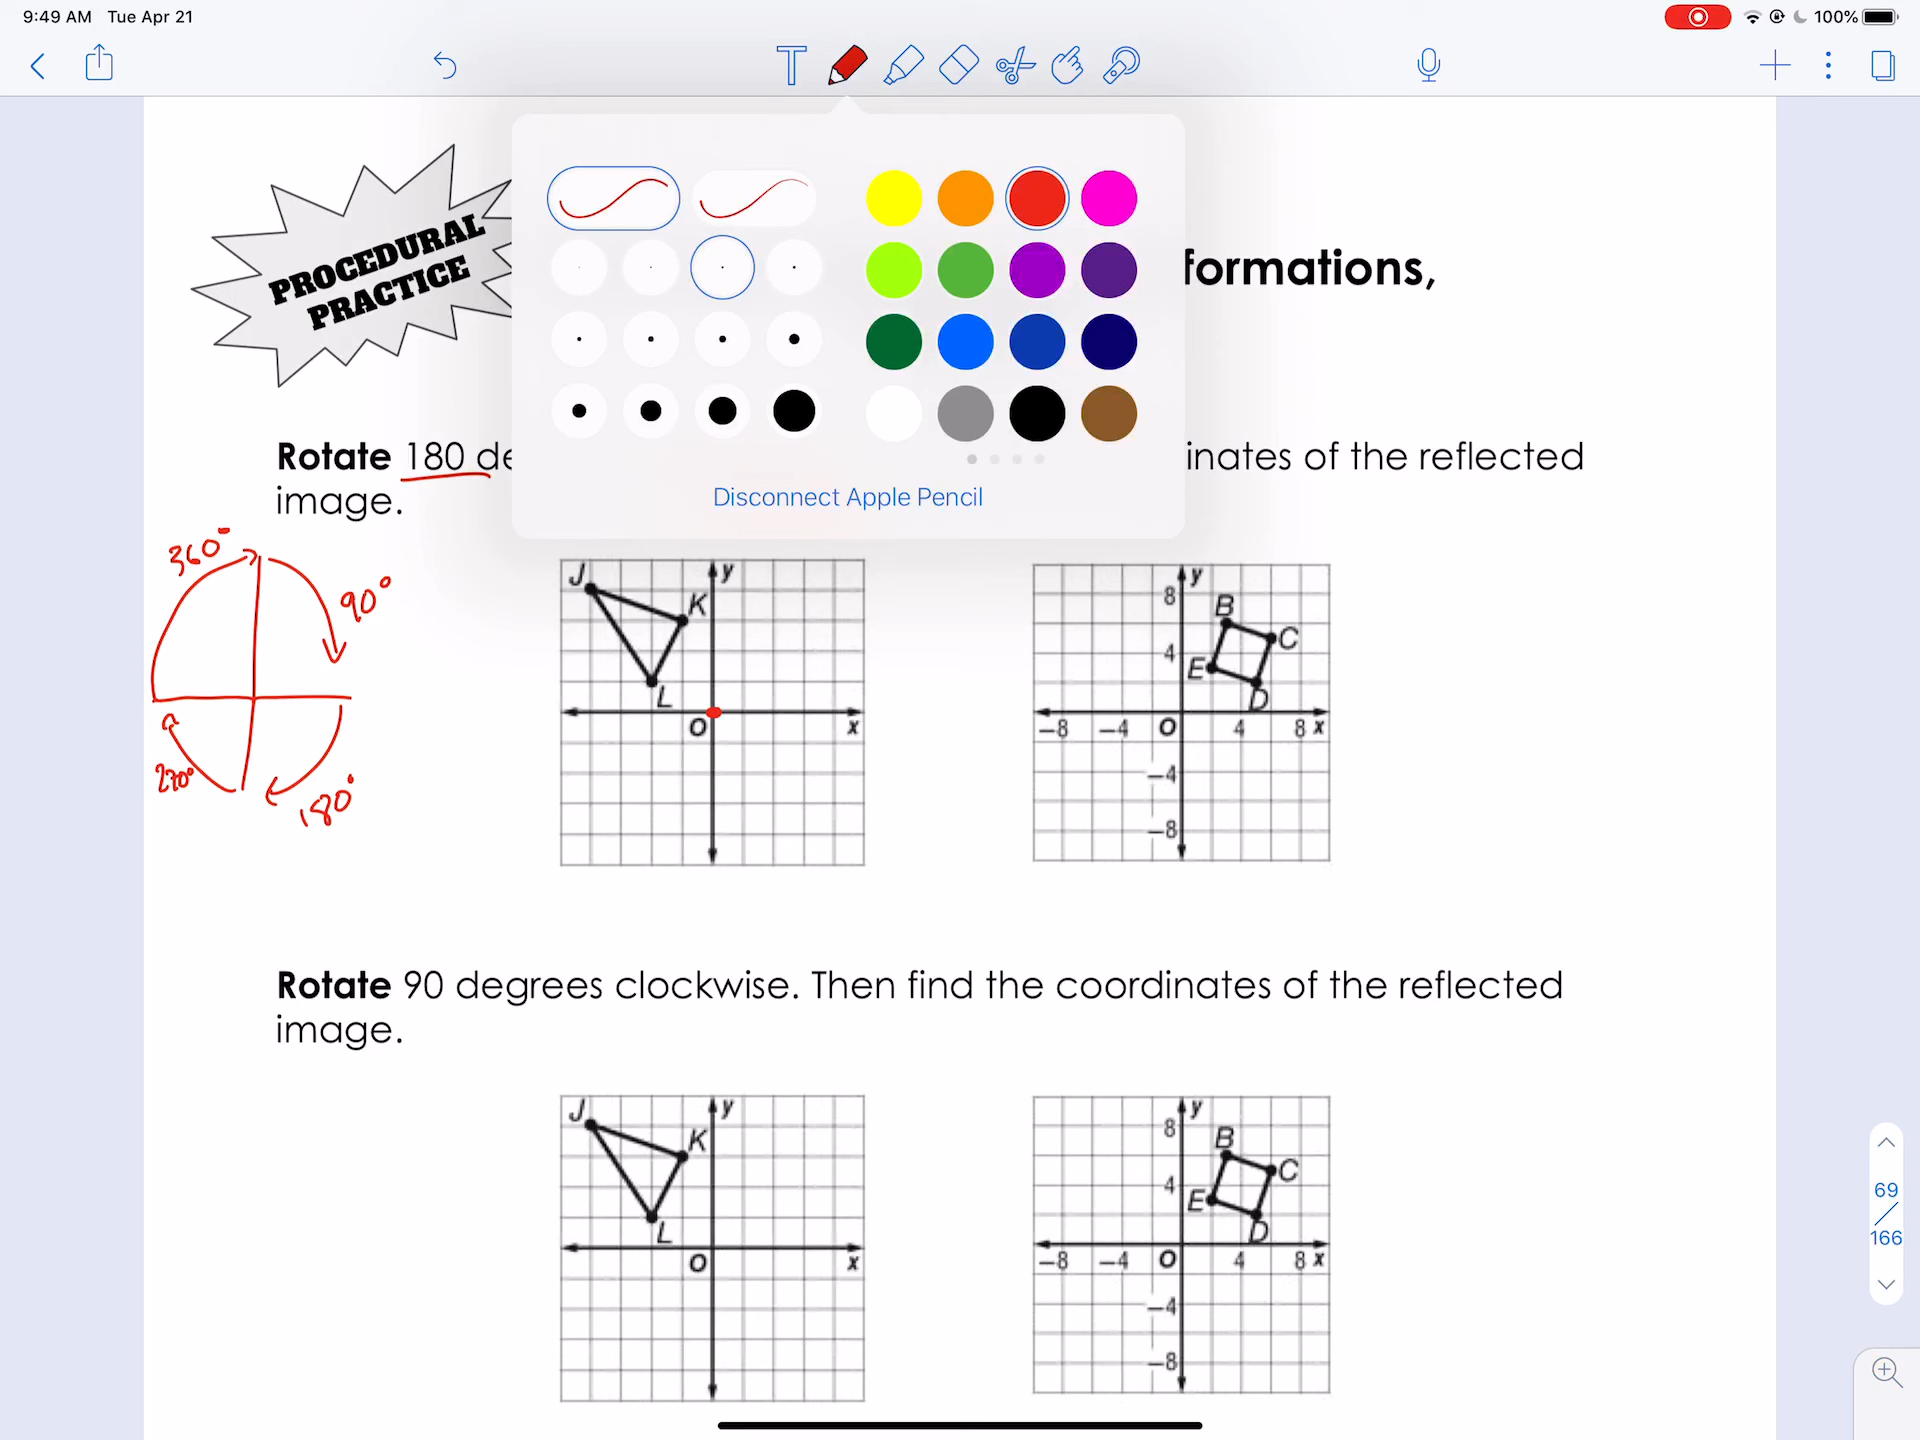 9:49 AM Tue Apr 21
100%
T
PROCEDURAL
PRACTICE
formations,
Rotate 180 de
inates of the reflected
image.
Disconnect Apple Pencil
360°
90°
270°
180°
J
K
L
y
O
x
8
y
B
C
4
E
D
-8 -4 O 4 8 x
-4
-8
Rotate 90 degrees clockwise. Then find the coordinates of the reflected
image.
J
K
L
y
O
x
8
y
B
C
4
E
D
-8 -4 O 4 8 x
-4
-8
69
/
166